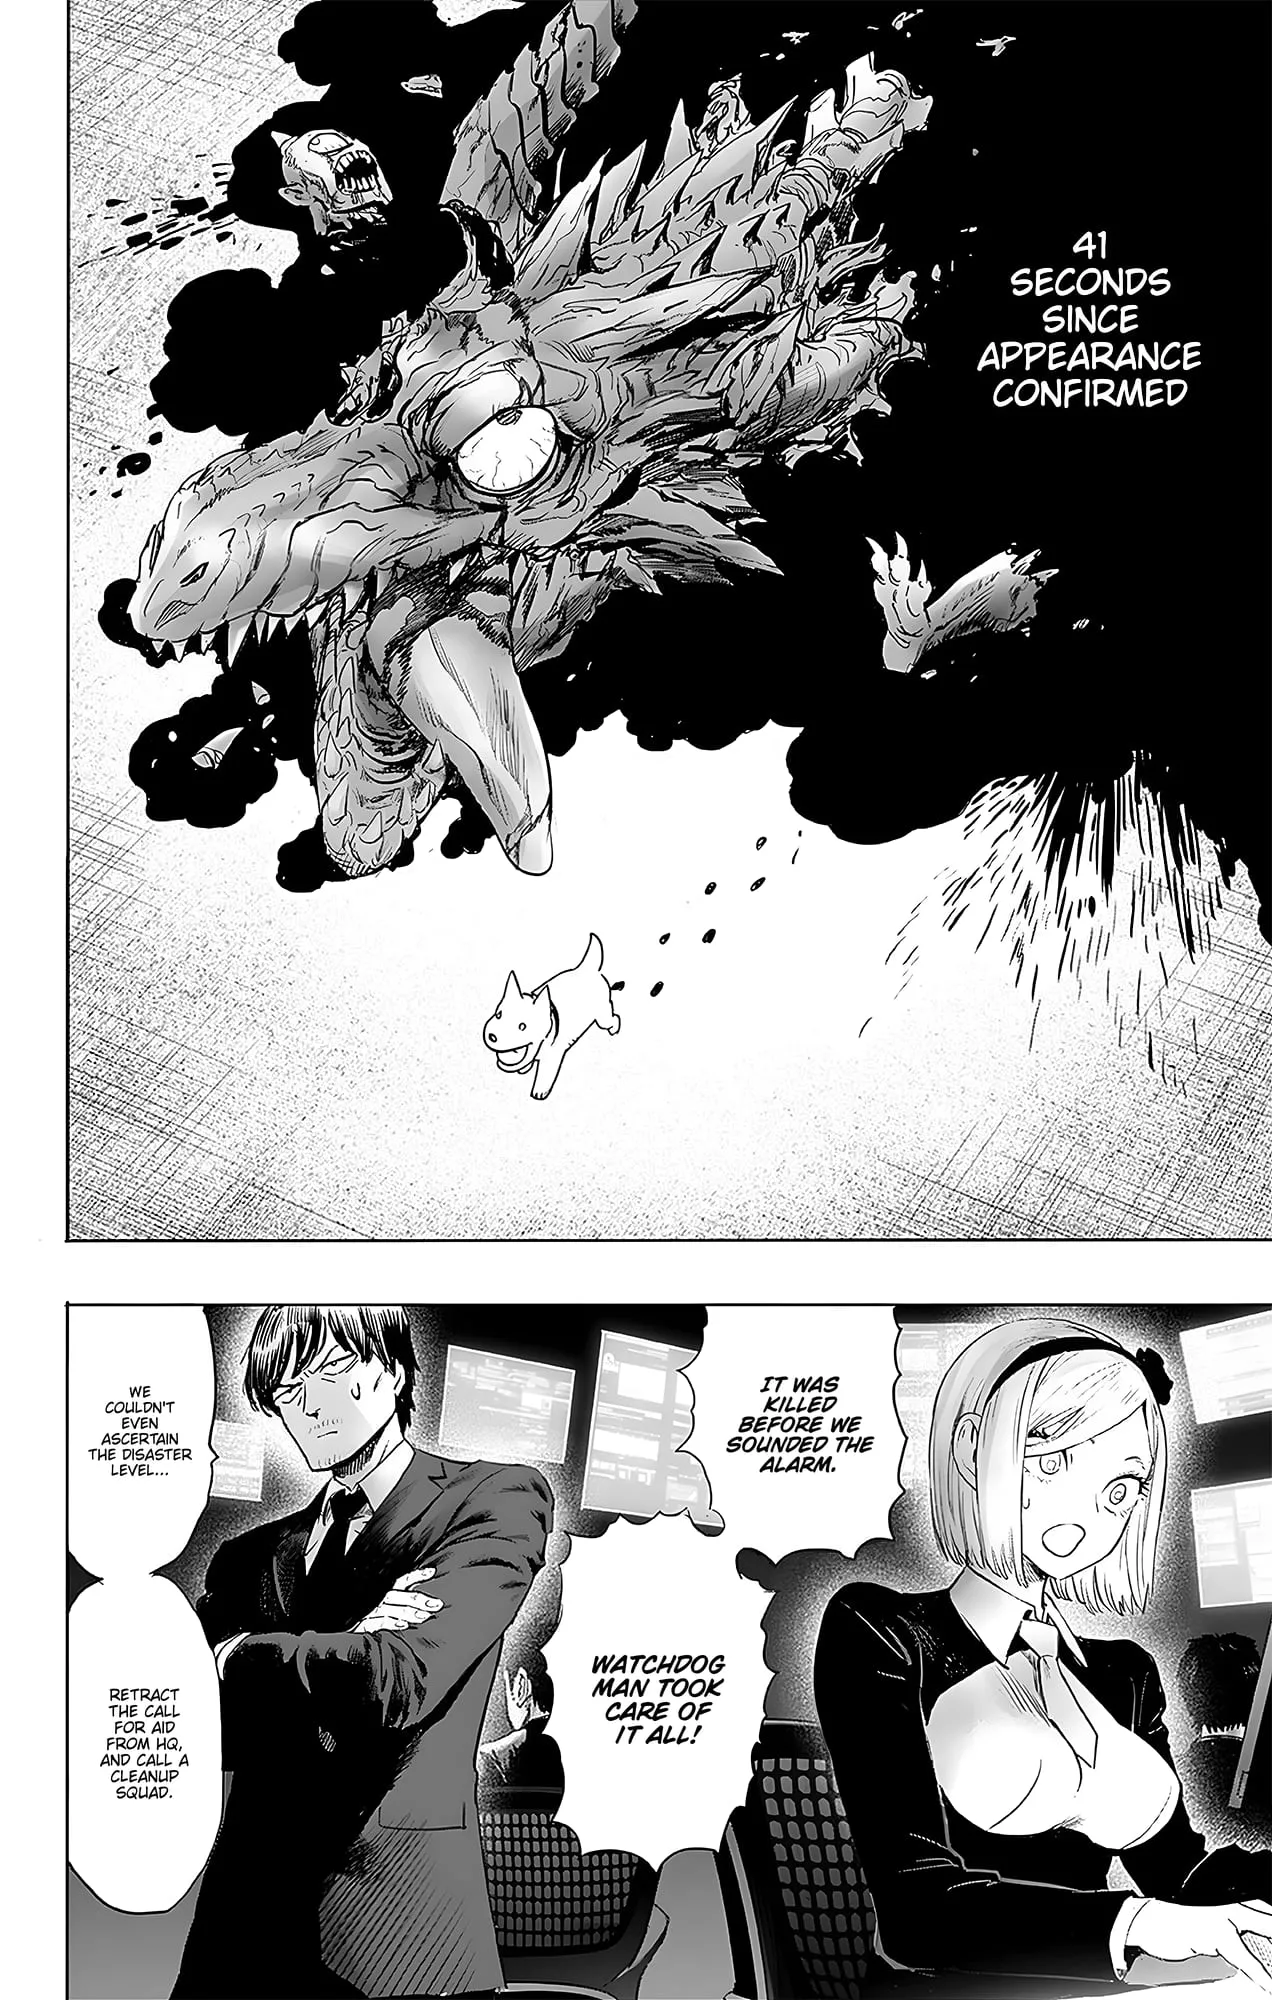 41
SECONDS
SINCE
APPEARANCE
CONFIRMED
IT WAS
KILLED
BEFORE WE
SOUNDED THE
ALARM.
WATCHDOG
MAN TOOK
CARE OF
IT ALL!
WE
COULDN'T
EVEN
ASCERTAIN
THE DISASTER
LEVEL...
RETRACT
THE CALL
FOR AID
FROM HQ,
AND CALL A
CLEANUP
SQUAD.